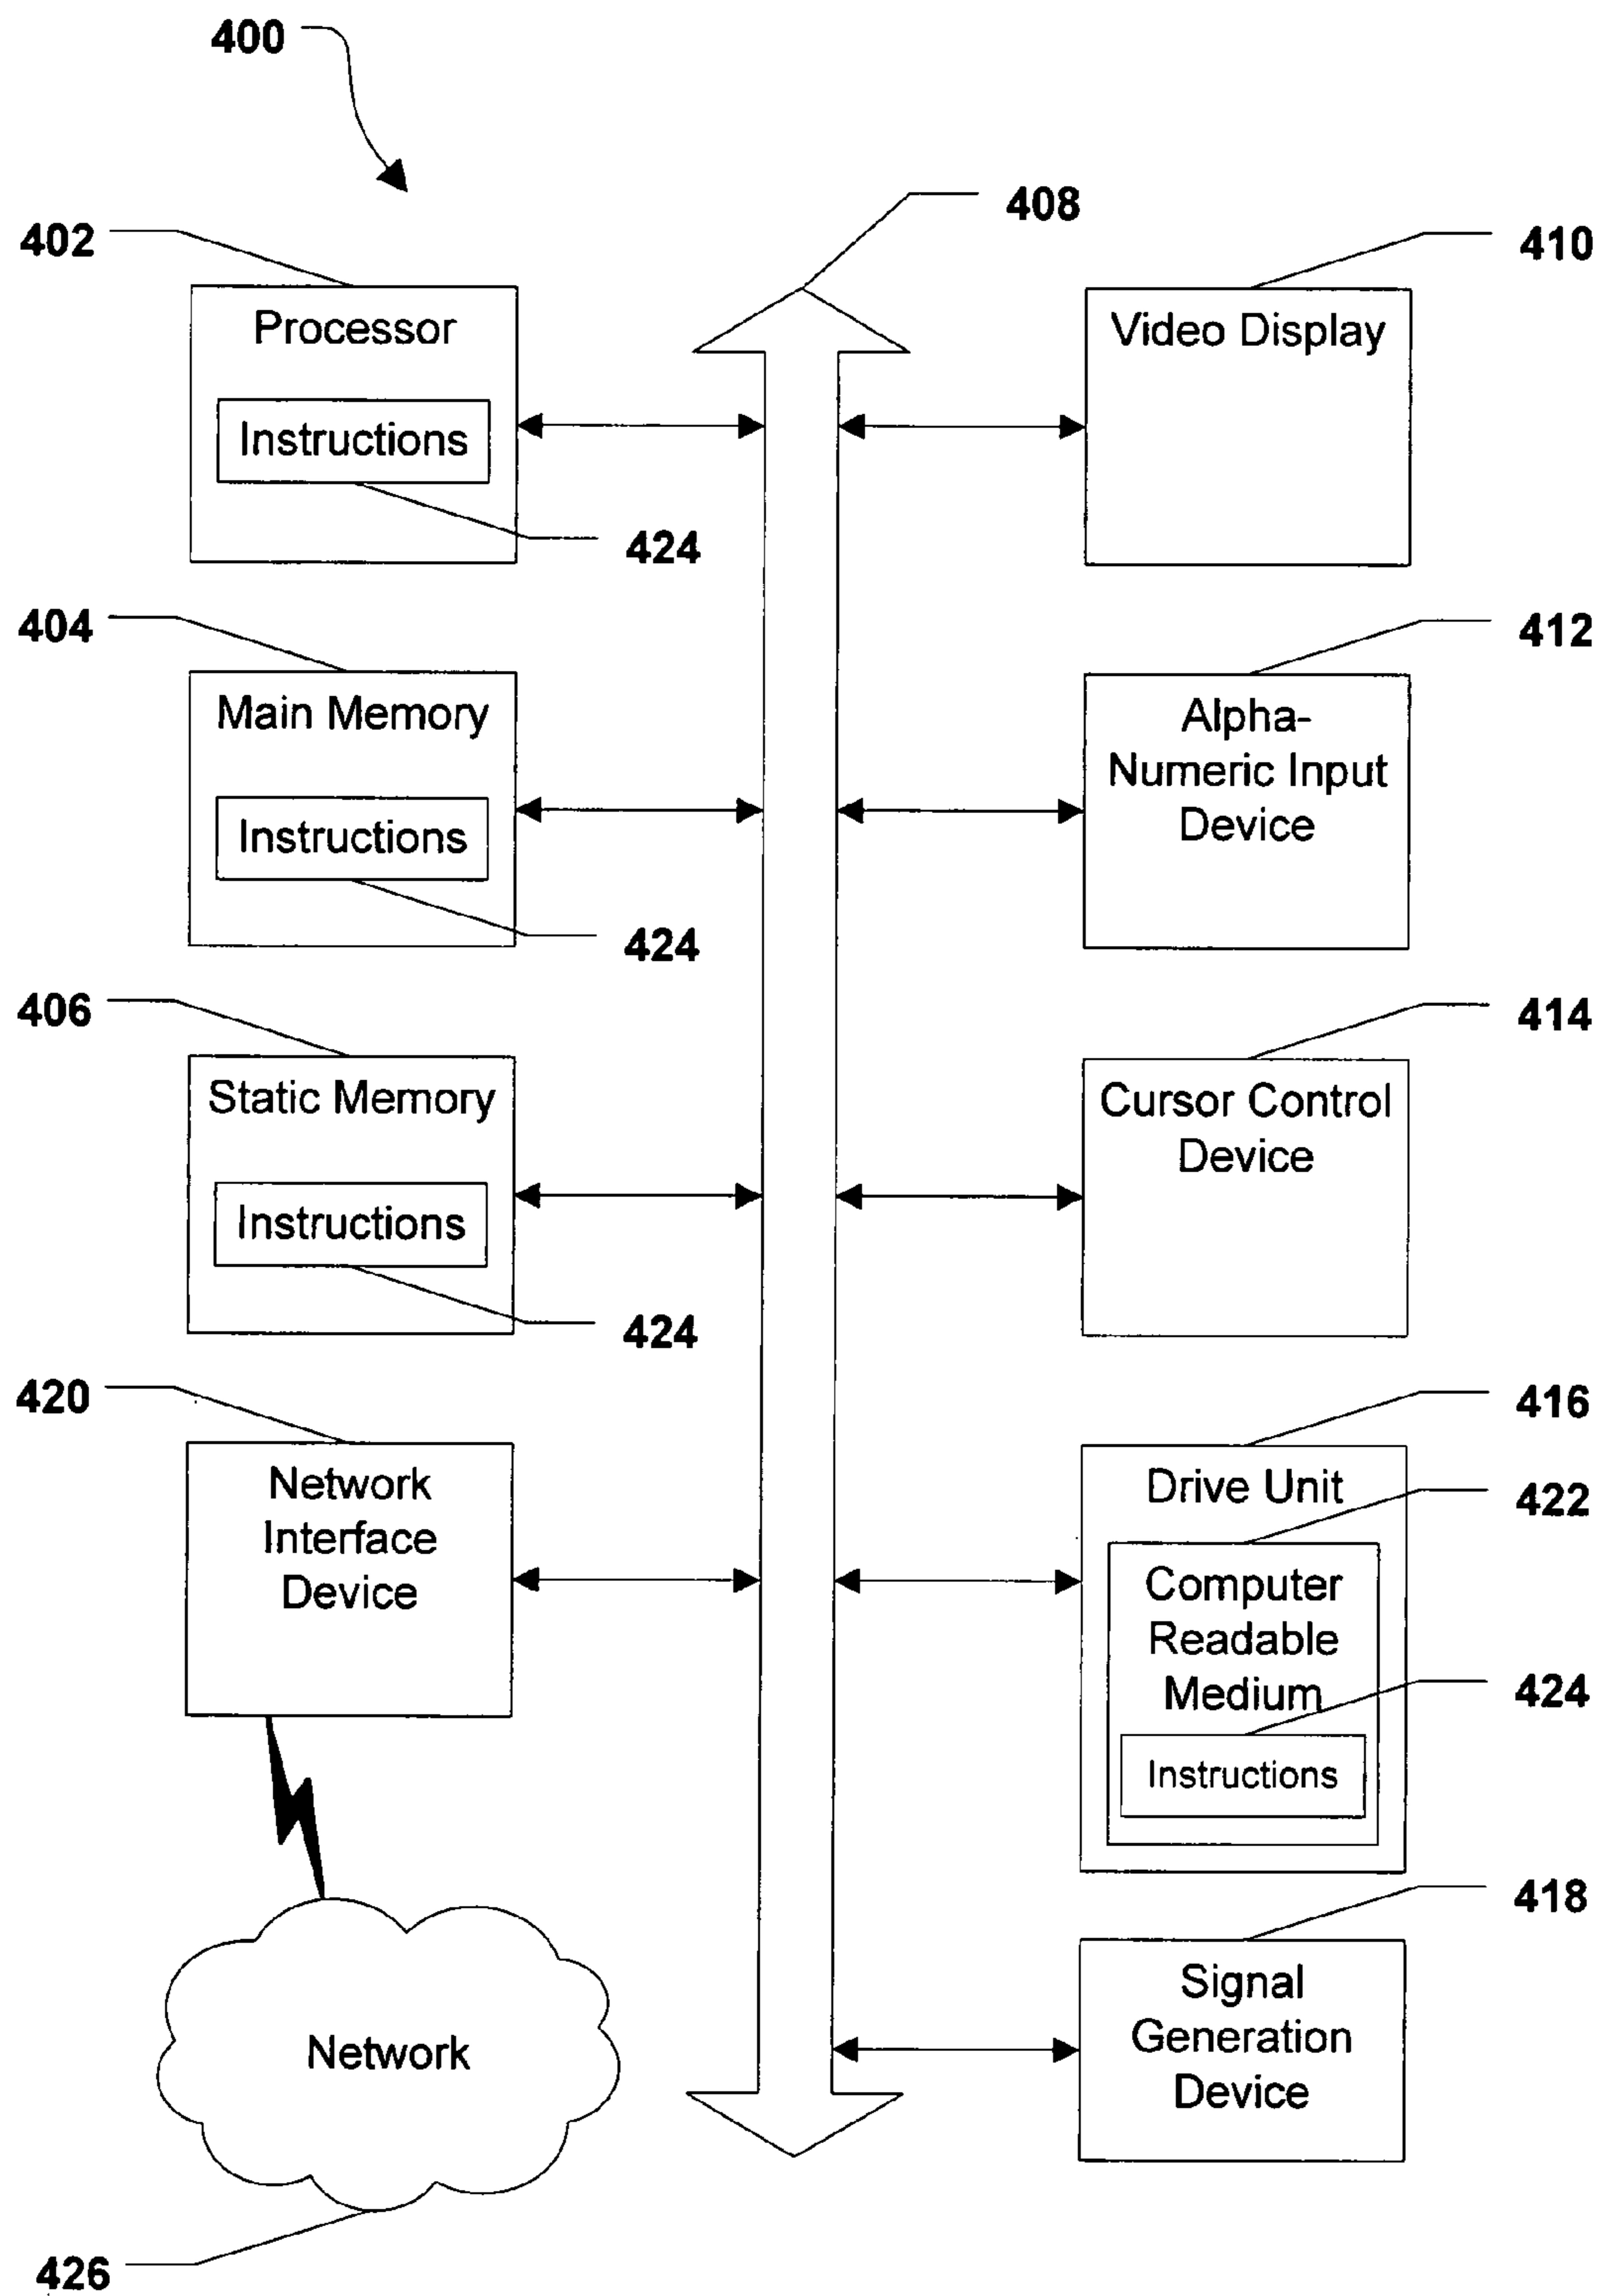 400
408
402
Processor
Instructions
424
404
Main Memory
Instructions
424
406
Static Memory
Instructions
424
420
Network
Interface
Device
Network
426
410
Video Display
412
Alpha-
Numeric Input
Device
414
Cursor Control
Device
416
Drive Unit
422
Computer
Readable
Medium
424
Instructions
418
Signal
Generation
Device